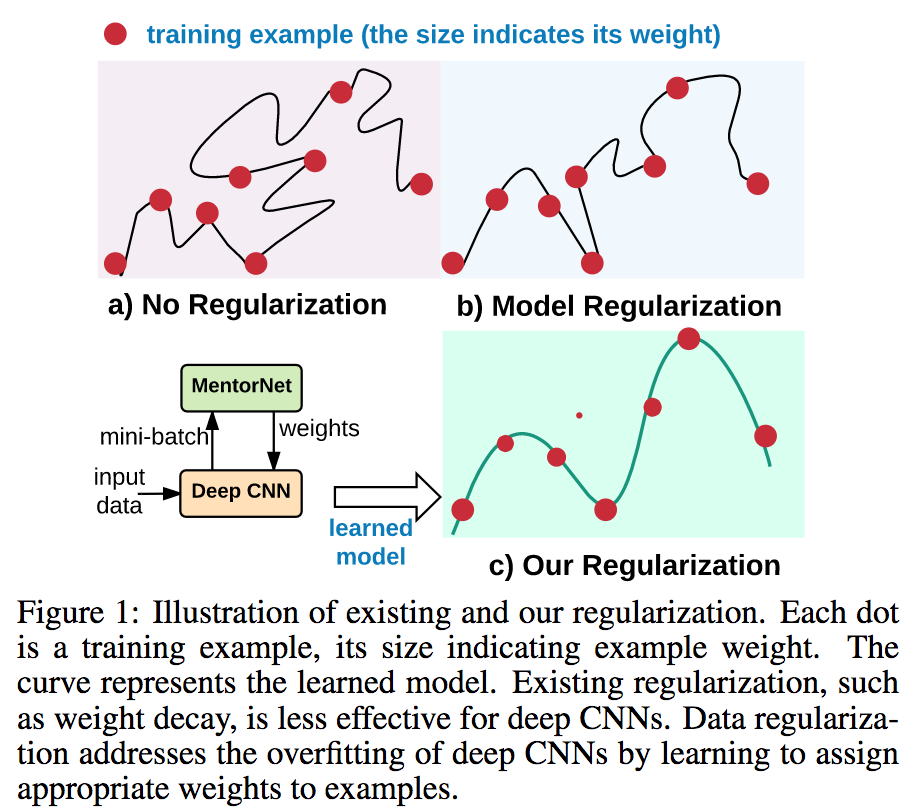 training example (the size indicates its weight)
a) No Regularization
b) Model Regularization
MentorNet
mini-batch
weights
input
data
Deep CNN
learned
model
c) Our Regularization
Figure 1: Illustration of existing and our regularization. Each dot
is a training example, its size indicating example weight. The
curve represents the learned model. Existing regularization, such
as weight decay, is less effective for deep CNNs. Data regulariza-
tion addresses the overfitting of deep CNNs by learning to assign
appropriate weights to examples.